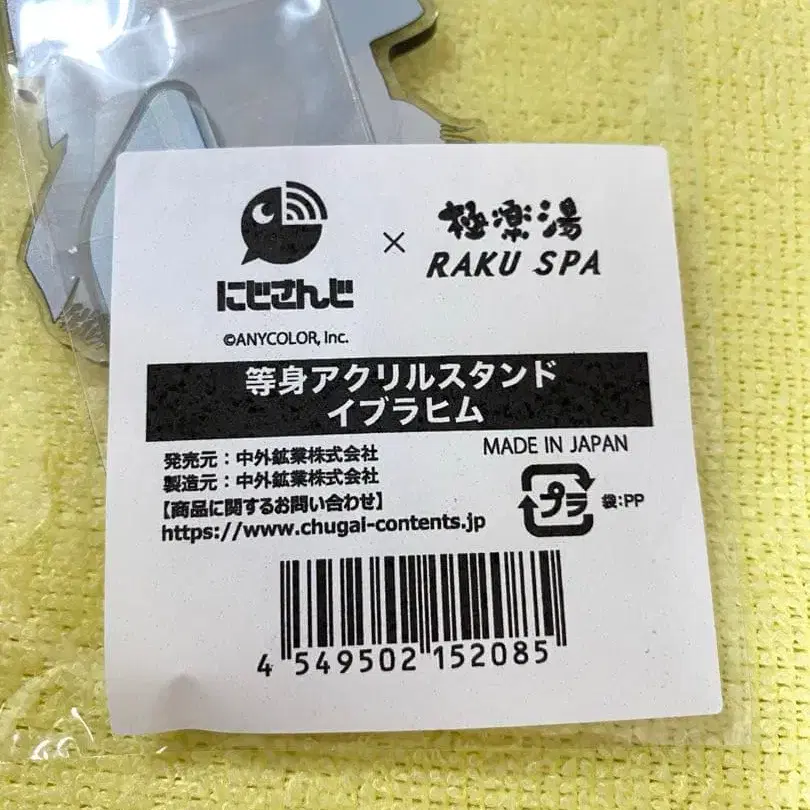 にじさんじ × 極楽湯
RAKU SPA
©ANYCOLOR, Inc.
等身アクリルスタンド
イブラヒム
MADE IN JAPAN
発売元：中外鉱業株式会社
製造元：中外鉱業株式会社
【商品に関するお問い合わせ】
https://www.chugai-contents.jp
プラ 袋：PP
4 549502 152085